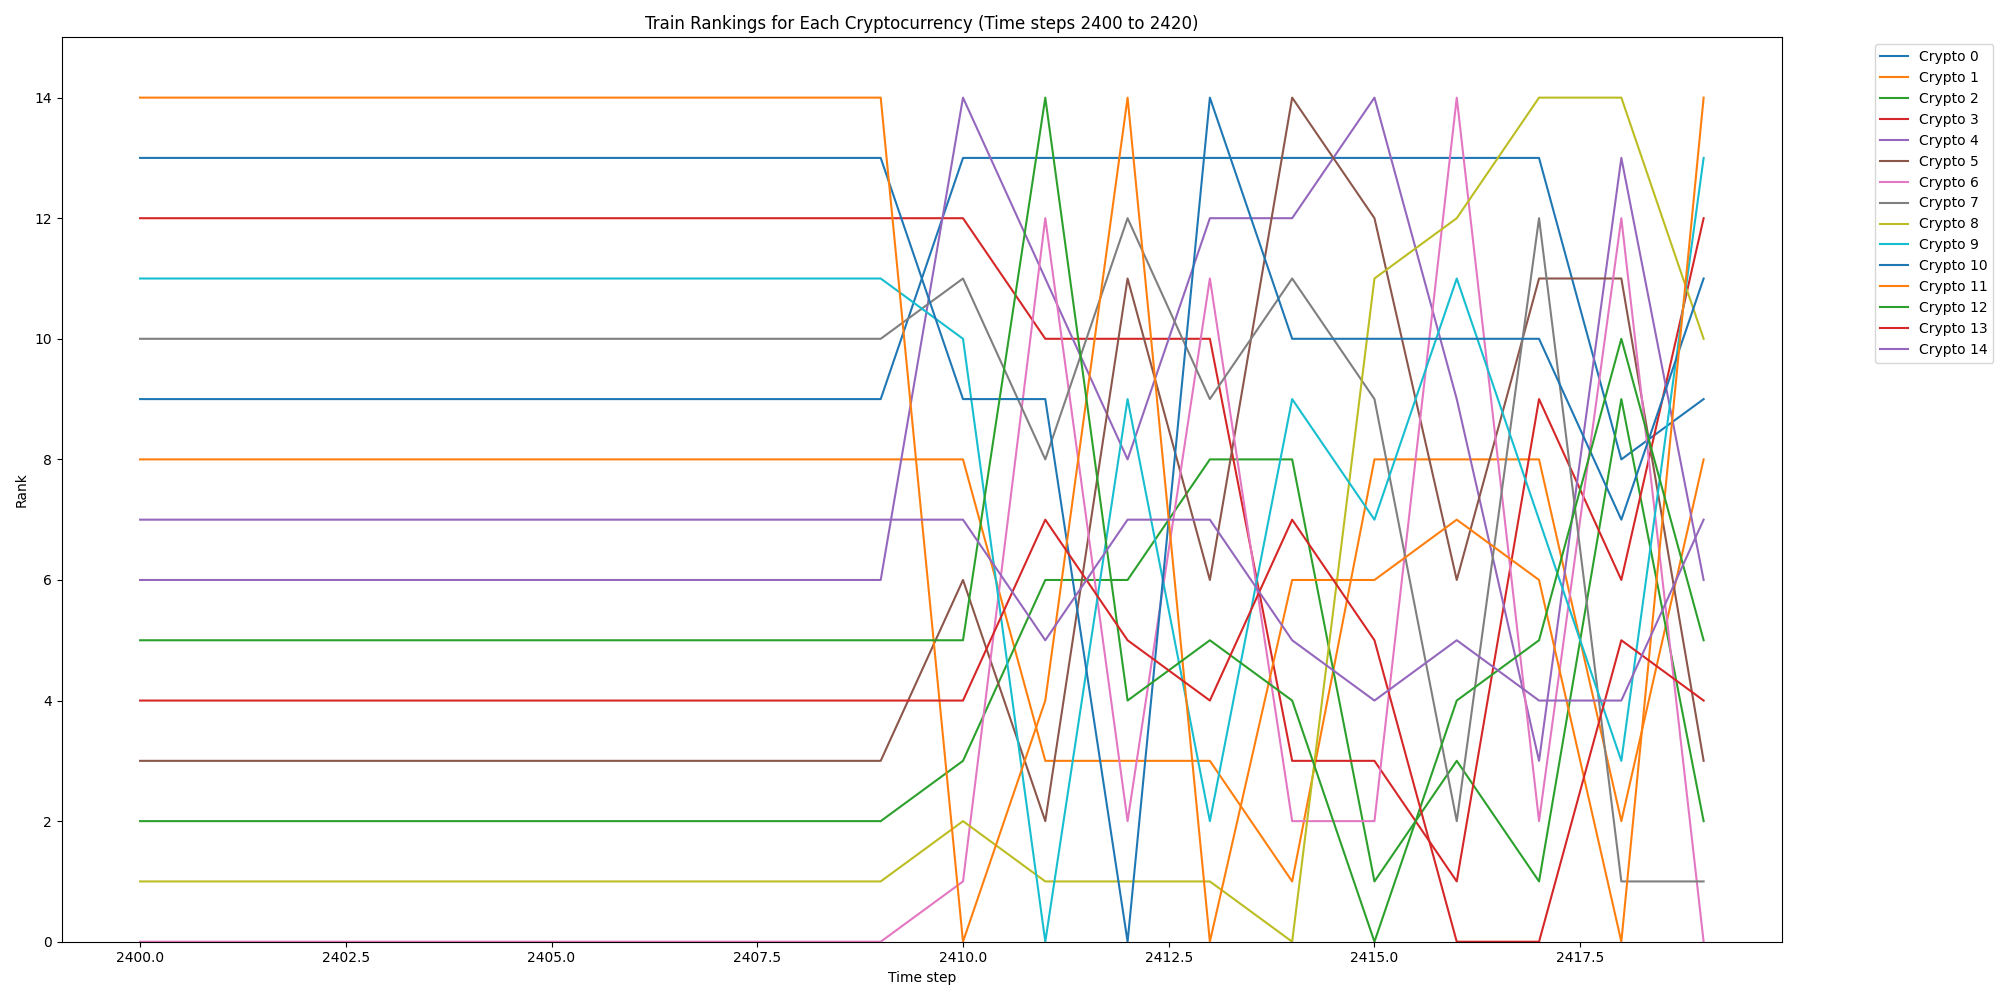 Train Rankings for Each Cryptocurrency (Time steps 2400 to 2420)
Rank
14
12
10
8
6
4
2
0
2400.0 2402.5 2405.0 2407.5 2410.0 2412.5 2415.0 2417.5
Time step
Crypto 0
Crypto 1
Crypto 2
Crypto 3
Crypto 4
Crypto 5
Crypto 6
Crypto 7
Crypto 8
Crypto 9
Crypto 10
Crypto 11
Crypto 12
Crypto 13
Crypto 14